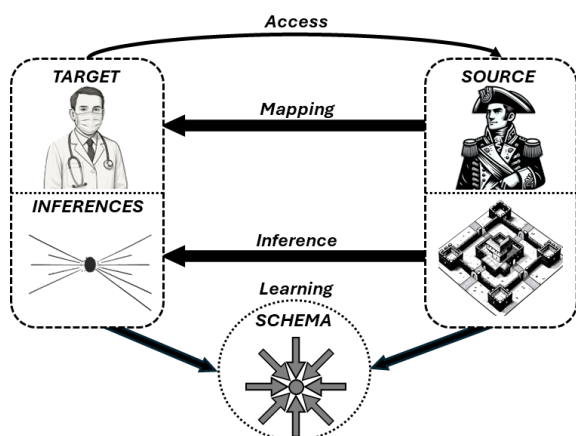 Access
TARGET
SOURCE
Mapping
INFERENCES
Inference
Learning
SCHEMA